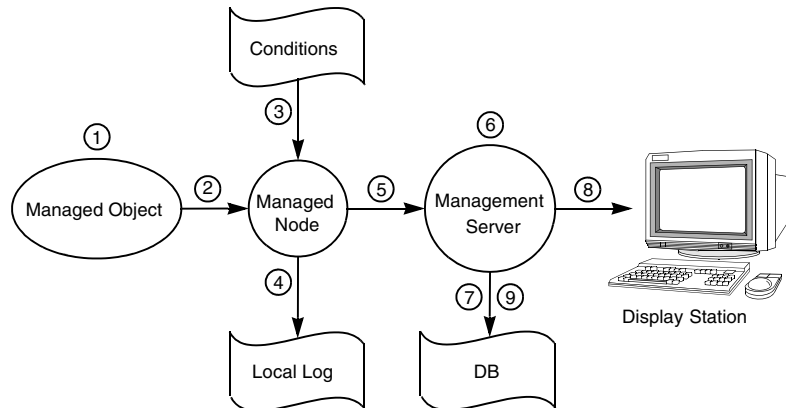 Conditions
③
①
⑥
②
⑤
⑧
Managed Object
Managed
Node
Management
Server
④
⑦ ⑨
Display Station
Local Log
DB